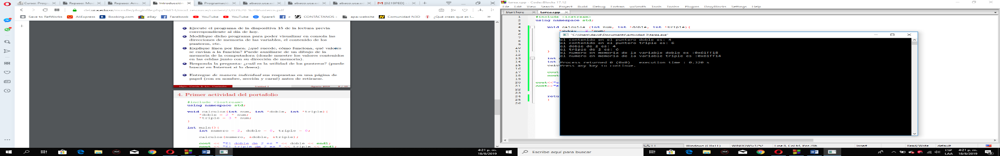 Curso: Progr
Repaso: Mo
Repaso: Arre
Introducción
Programació
abaco.uca.ed
abaco.uca.ed
abaco.uca.ed
[0219PED] -
dei.uca.edu.sv/moodle/pluginfile.php/16814/mod_resource/content/3/03%20-%20Punteros.pdf
Save to RefWorks
AliExpress
Booking.com
eBay
Facebook
YouTube
YouTube
Spare5
c
CONTÁCTANOS -
apa-website
Comunidad N3D
¿Qué crees que es l...
Ejecute el programa de la diapositiva 15 de la lectura previa
correspondiente al día de hoy.
Modifique dicho programa para poder visualizar en consola las
direcciones de memoria de las variables, el contenido de los
punteros, etc.
Explique línea por línea: ¿qué sucede, cómo funciona, qué valores
se envían a la función? Puede auxiliarse de un dibujo de la
memoria de la computadora (donde muestre los valores contenidos
en las celdas junto con su dirección de memoria).
Responda la pregunta: ¿cuál es la utilidad de los punteros? (puede
buscar en Internet si lo desea).
Entregue de manera individual sus respuestas en una página de
papel (con su nombre, sección y carné) antes de retirarse.
Unidad I
Agosto 2019
9 / 13
4. Primer actividad del portafolio
#include <iostream>
using namespace std;
void calculos(int num, int *doble, int *triple){
*doble = 2 * num;
*triple = 3 * num;
}
int main(){
int numero = 2, doble = 0, triple = 0;
calculos(numero, &doble, &triple);
cout << "El doble de 2 es " << doble << endl;
cout << "El triple de 2 es " << triple << endl;
4:21 p. m.
18/8/2019
tarea.cpp - Code::Blocks 17.12
File Edit View Search Project Build Debug Fortran wxSmith Tools Tools+ Plugins DoxyBlocks Settings Help
Start here
tarea.cpp
1 #include <iostream>
2 using namespace std;
3
4 void calculos (int num, int *doble, int *triple){
5 *doble = 2 *num;
6
7
8
9
10
11 }
12
13 int
14 int
15 calc
16
17 cout
18 cout
19
20 cout<<"e
21 cout<<"e
22
23
24 retu
25 }
26
"C:\Users\david\Documents\actividad 3\tarea.exe"
el contenido en el puntero doble es: 4
el contenido en el puntero triple es: 6
el doble de 2 es: 4
el triple de 2 es: 6
el numero en memoria de la variable doble es :0x61ff18
el numero en memoria de la variable triple es :0x61ff14
Process returned 0 (0x0)   execution time : 0.320 s
Press any key to continue.
C/C++
Windows (CR+LF)
WINDOWS-1252
Line 8, Col 64, Pos 286
Insert
Read/Write
default
Escribe aquí para buscar
ESP
LAA
4:21 p. m.
18/8/2019
3